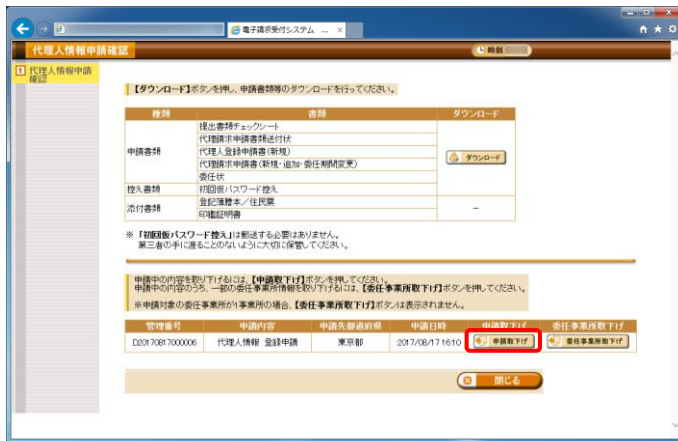 電子請求受付システム ...
代理人情報申請確認
時刻
1 代理人情報申請確認
【ダウンロード】ボタンを押し、申請書類等のダウンロードを行ってください。
種類 書類 ダウンロード
提出書類チェックシート
代理請求申請書類送付状
申請書類 代理人登録申請書(新規) ダウンロード
代理請求申請書(新規・追加・委任期間変更)
委任状
控え書類 初回仮パスワード控え
添付書類 登記簿謄本/住民票 -
印鑑証明書
※「初回仮パスワード控え」は郵送する必要はありません。
第三者の手に渡ることのないように大切に保管してください。
申請中の内容を取り下げるには、【申請取下げ】ボタンを押してください。
申請中の内容のうち、一部の委任事業所情報を取り下げるには、【委任事業所取下げ】ボタンを押してください。
※申請対象の委任事業所が1事業所の場合、【委任事業所取下げ】ボタンは表示されません。
管理番号 申請内容 申請先都道府県 申請日時 申請取下げ 委任事業所取下げ
D20170817000006 代理人情報 登録申請 東京都 2017/08/17 16:10 申請取下げ 委任事業所取下げ
閉じる